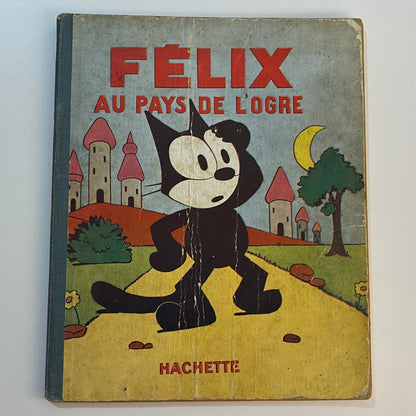 FÉLIX
AU PAYS DE L'OGRE
HACHETTE